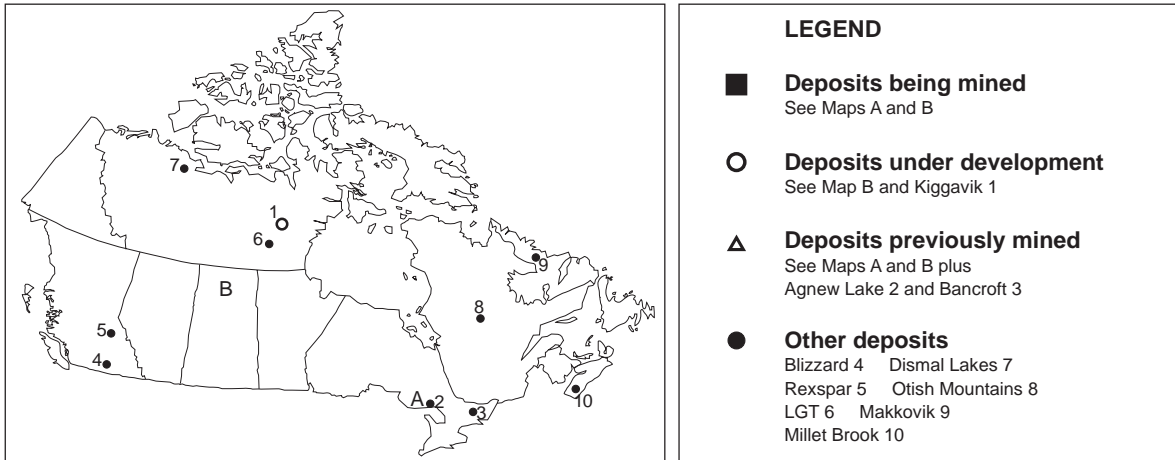 7
1
6
9
B
8
5
4
A 2
3
10
LEGEND
Deposits being mined
See Maps A and B
Deposits under development
See Map B and Kiggavik 1
Deposits previously mined
See Maps A and B plus
Agnew Lake 2 and Bancroft 3
Other deposits
Blizzard 4 Dismal Lakes 7
Rexspar 5 Otish Mountains 8
LGT 6 Makkovik 9
Millet Brook 10